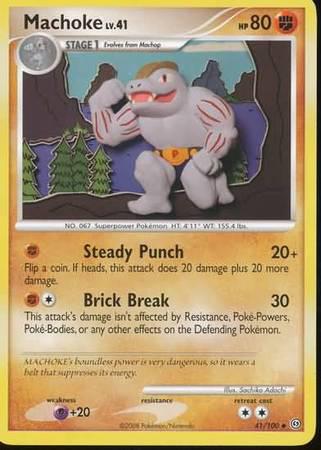 Machoke LV.41 HP 80
STAGE 1 Evolves from Machop
NO. 067 Superpower Pokémon HT: 4'11" WT: 155.4 lbs.
Steady Punch 20+
Flip a coin. If heads, this attack does 20 damage plus 20 more
damage.
Brick Break 30
This attack's damage isn't affected by Resistance, Poké-Powers,
Poké-Bodies, or any other effects on the Defending Pokémon.
MACHOKE's boundless power is very dangerous, so it wears a
belt that suppresses its energy.
Illus. Sachiko Adachi
weakness resistance retreat cost
+20
©2008 Pokémon/Nintendo 41/100